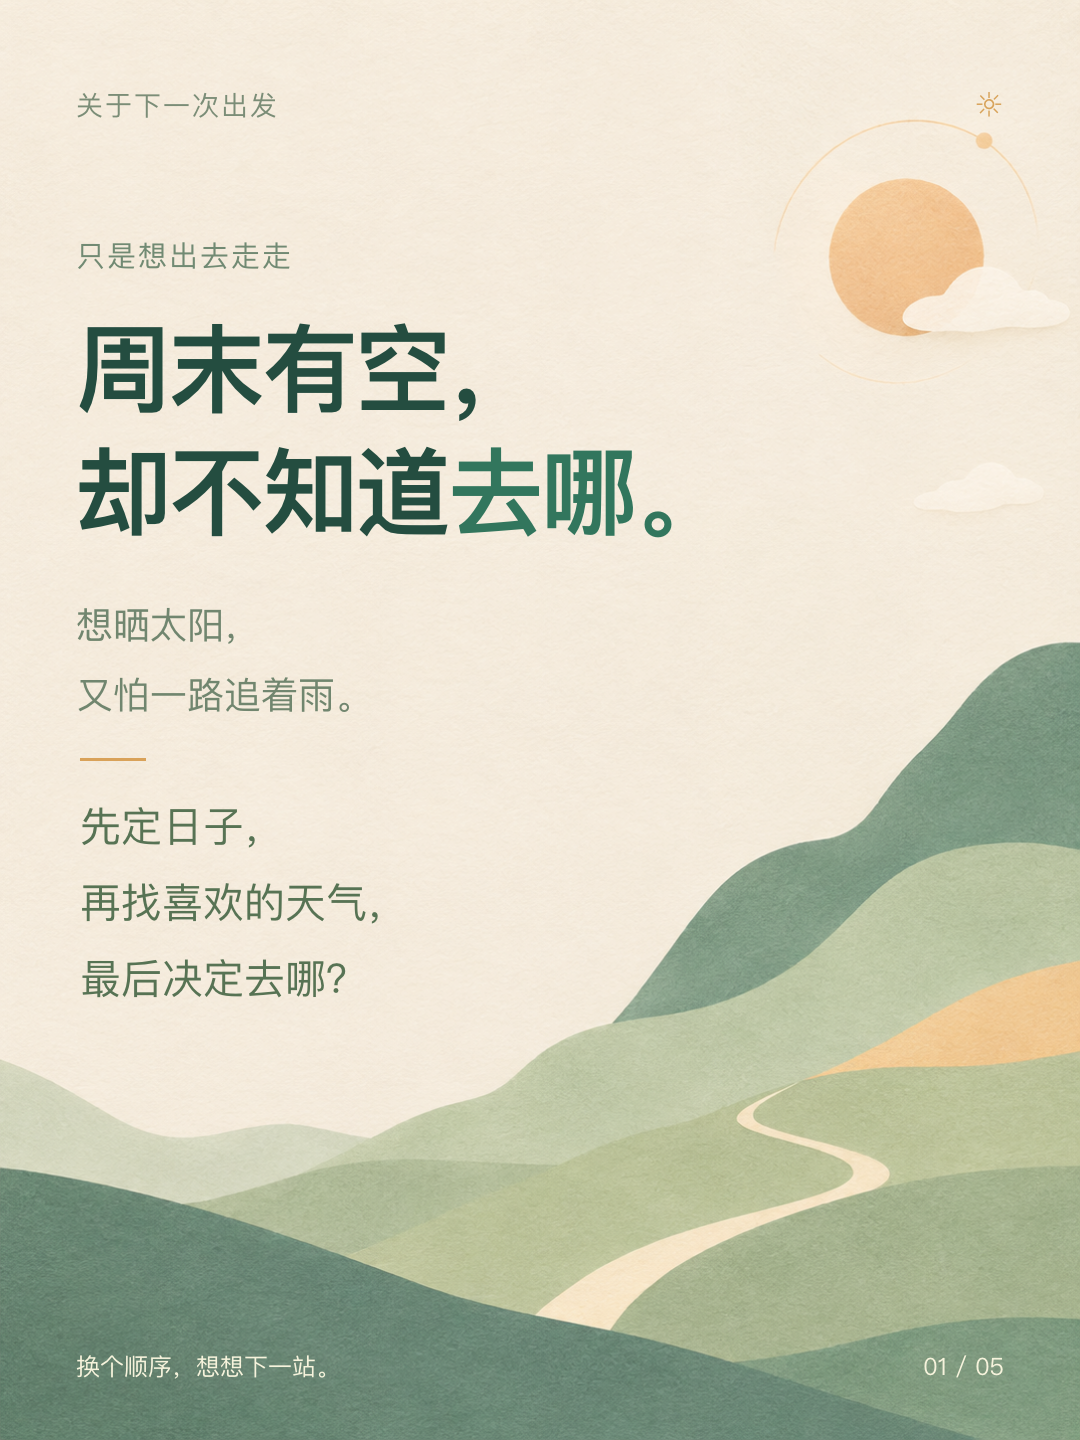 关于下一次出发
只是想出去走走
周末有空，
却不知道去哪。
想晒太阳，
又怕一路追着雨。
先定日子，
再找喜欢的天气，
最后决定去哪？
换个顺序，想想下一站。
01 / 05